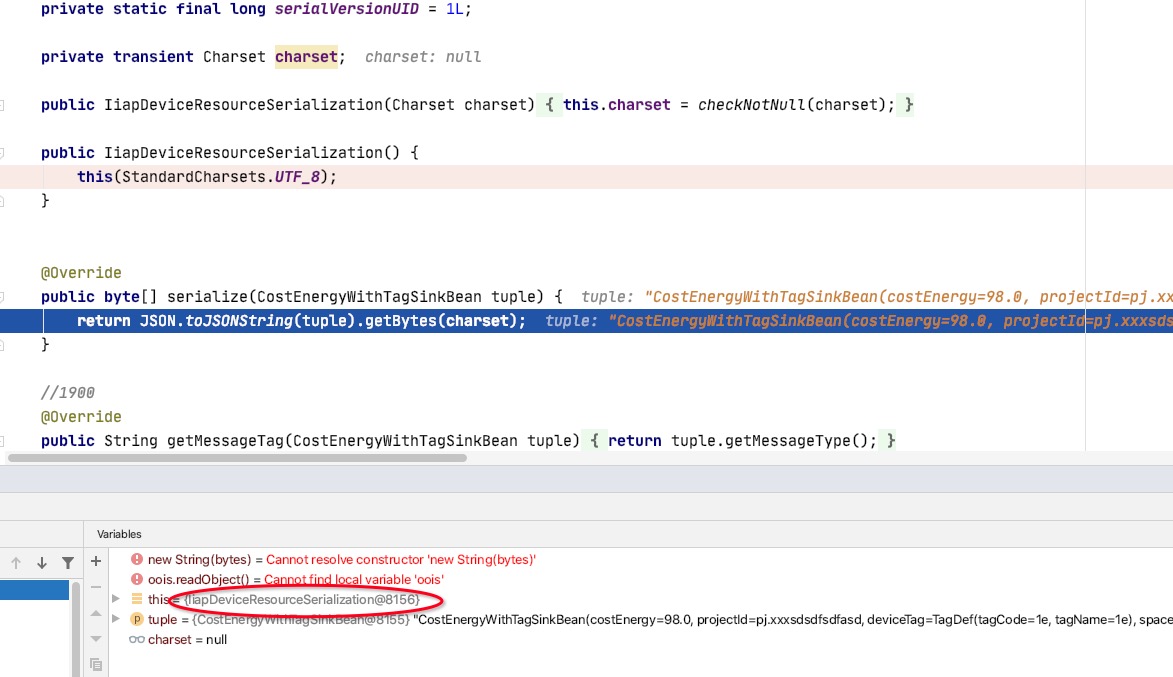 private static final long serialVersionUID = 1L;
private transient Charset charset; charset: null
public IiapDeviceResourceSerialization(Charset charset) { this.charset = checkNotNull(charset); }
public IiapDeviceResourceSerialization() {
this(StandardCharsets.UTF_8);
}
@Override
public byte[] serialize(CostEnergyWithTagSinkBean tuple) { tuple: "CostEnergyWithTagSinkBean(costEnergy=98.0, projectId=pj.xx
return JSON.toJSONString(tuple).getBytes(charset); tuple: "CostEnergyWithTagSinkBean(costEnergy=98.0, projectId=pj.xxxsds
}
//1900
@Override
public String getMessageTag(CostEnergyWithTagSinkBean tuple) { return tuple.getMessageType(); }
Variables
new String(bytes) = Cannot resolve constructor 'new String(bytes)'
oois.readObject() = Cannot find local variable 'oois'
this = {IiapDeviceResourceSerialization@8156}
p tuple = {CostEnergyWithTagSinkBean@8155} "CostEnergyWithTagSinkBean(costEnergy=98.0, projectId=pj.xxxsdsdfsdfasd, deviceTag=TagDef(tagCode=1e, tagName=1e), space
charset = null